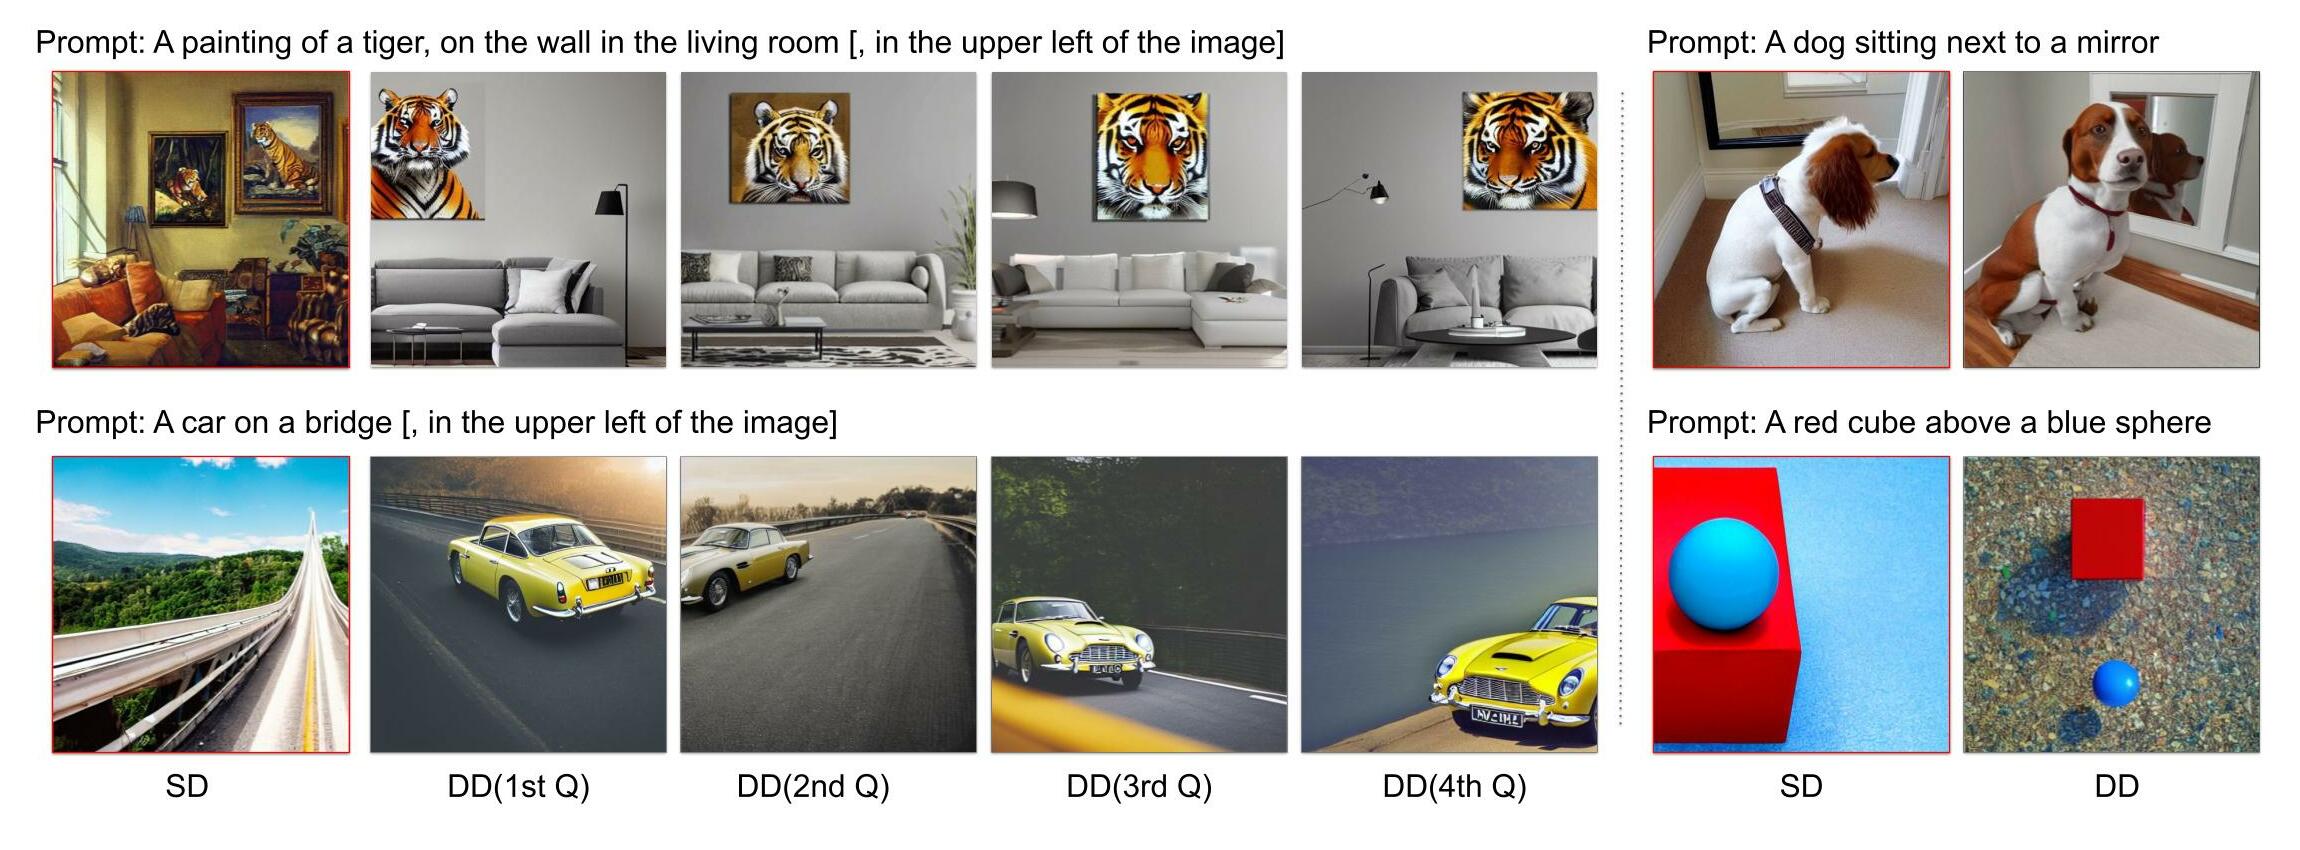 Prompt: A painting of a tiger, on the wall in the living room [, in the upper left of the image]
Prompt: A dog sitting next to a mirror
Prompt: A car on a bridge [, in the upper left of the image]
Prompt: A red cube above a blue sphere
SD
DD(1st Q)
DD(2nd Q)
DD(3rd Q)
DD(4th Q)
SD
DD